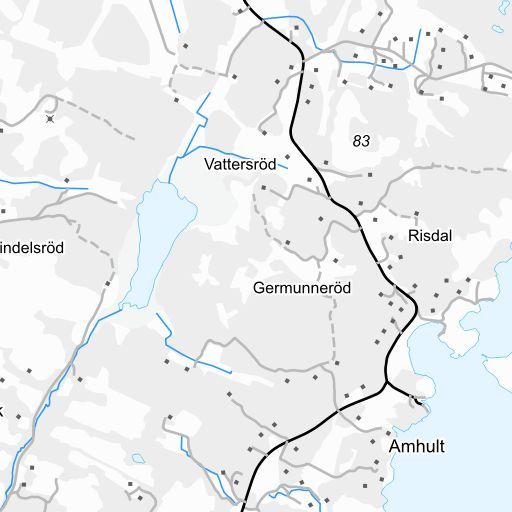 83
Vattersröd
Risdal
indelsröd
Germunneröd
k
Amhult